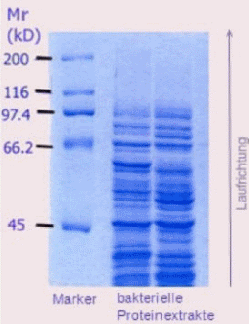 Mr
(kD)
200
116
97.4
66.2
45
Laufrichtung
Marker
bakterielle
Proteinextrakte